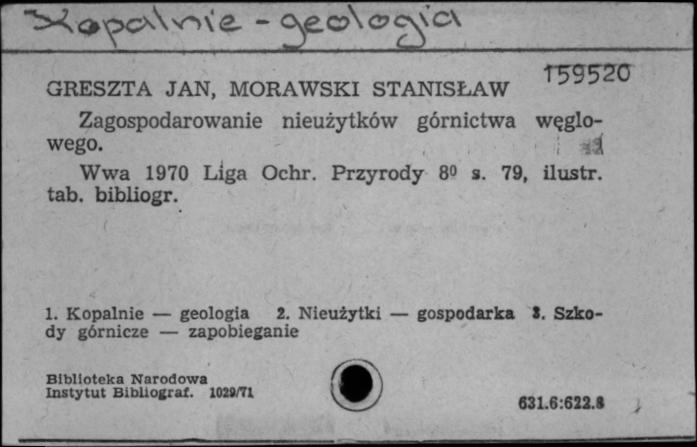 Kopalnie - geologia
159520
GRESZTA JAN, MORAWSKI STANISŁAW
Zagospodarowanie nieużytków górnictwa węglo-
wego.
Wwa 1970 Liga Ochr. Przyrody 8⁰ s. 79, ilustr.
tab. bibliogr.
1. Kopalnie — geologia 2. Nieużytki — gospodarka 3. Szko-
dy górnicze — zapobieganie
Biblioteka Narodowa
Instytut Bibliograf. 1029/71
631.6:622.8